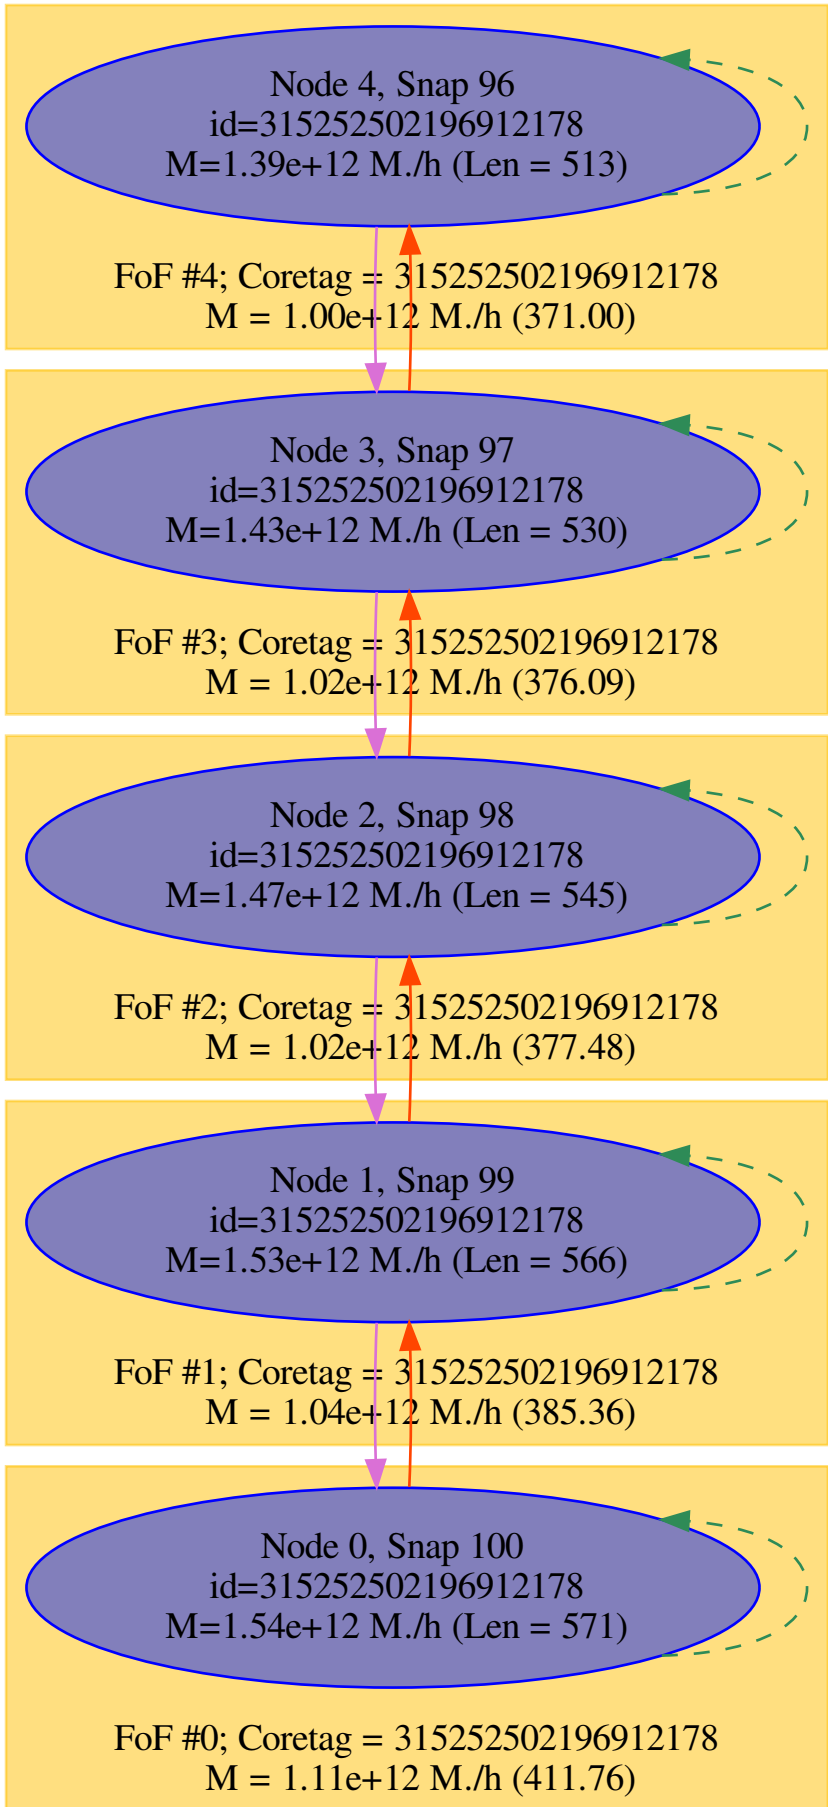 Node 4, Snap 96
id=315252502196912178
M=1.39e+12 M./h (Len = 513)
FoF #4; Coretag = 315252502196912178
M = 1.00e+12 M./h (371.00)
Node 3, Snap 97
id=315252502196912178
M=1.43e+12 M./h (Len = 530)
FoF #3; Coretag = 315252502196912178
M = 1.02e+12 M./h (376.09)
Node 2, Snap 98
id=315252502196912178
M=1.47e+12 M./h (Len = 545)
FoF #2; Coretag = 315252502196912178
M = 1.02e+12 M./h (377.48)
Node 1, Snap 99
id=315252502196912178
M=1.53e+12 M./h (Len = 566)
FoF #1; Coretag = 315252502196912178
M = 1.04e+12 M./h (385.36)
Node 0, Snap 100
id=315252502196912178
M=1.54e+12 M./h (Len = 571)
FoF #0; Coretag = 315252502196912178
M = 1.11e+12 M./h (411.76)